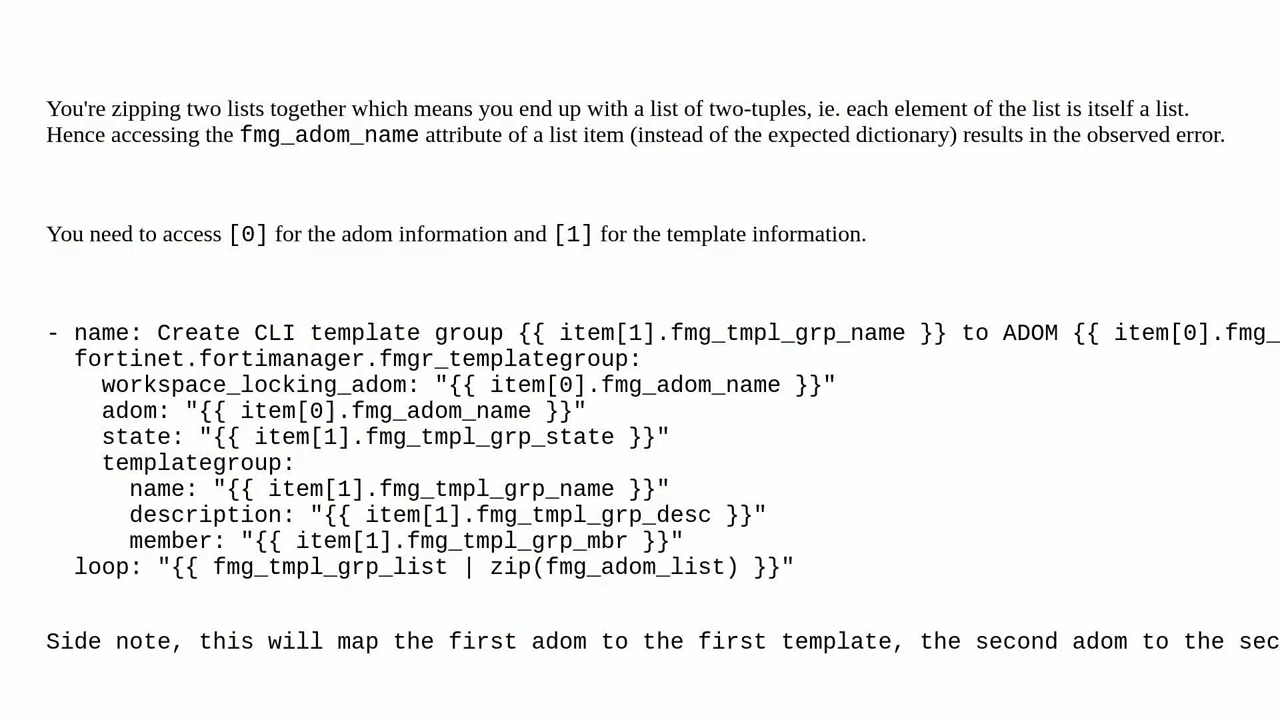 You're zipping two lists together which means you end up with a list of two-tuples, ie. each element of the list is itself a list.
Hence accessing the fmg_adom_name attribute of a list item (instead of the expected dictionary) results in the observed error.
You need to access [0] for the adom information and [1] for the template information.
- name: Create CLI template group {{ item[1].fmg_tmpl_grp_name }} to ADOM {{ item[0].fmg_
  fortinet.fortimanager.fmgr_templategroup:
    workspace_locking_adom: "{{ item[0].fmg_adom_name }}"
    adom: "{{ item[0].fmg_adom_name }}"
    state: "{{ item[1].fmg_tmpl_grp_state }}"
    templategroup:
      name: "{{ item[1].fmg_tmpl_grp_name }}"
      description: "{{ item[1].fmg_tmpl_grp_desc }}"
      member: "{{ item[1].fmg_tmpl_grp_mbr }}"
  loop: "{{ fmg_tmpl_grp_list | zip(fmg_adom_list) }}"
Side note, this will map the first adom to the first template, the second adom to the sec